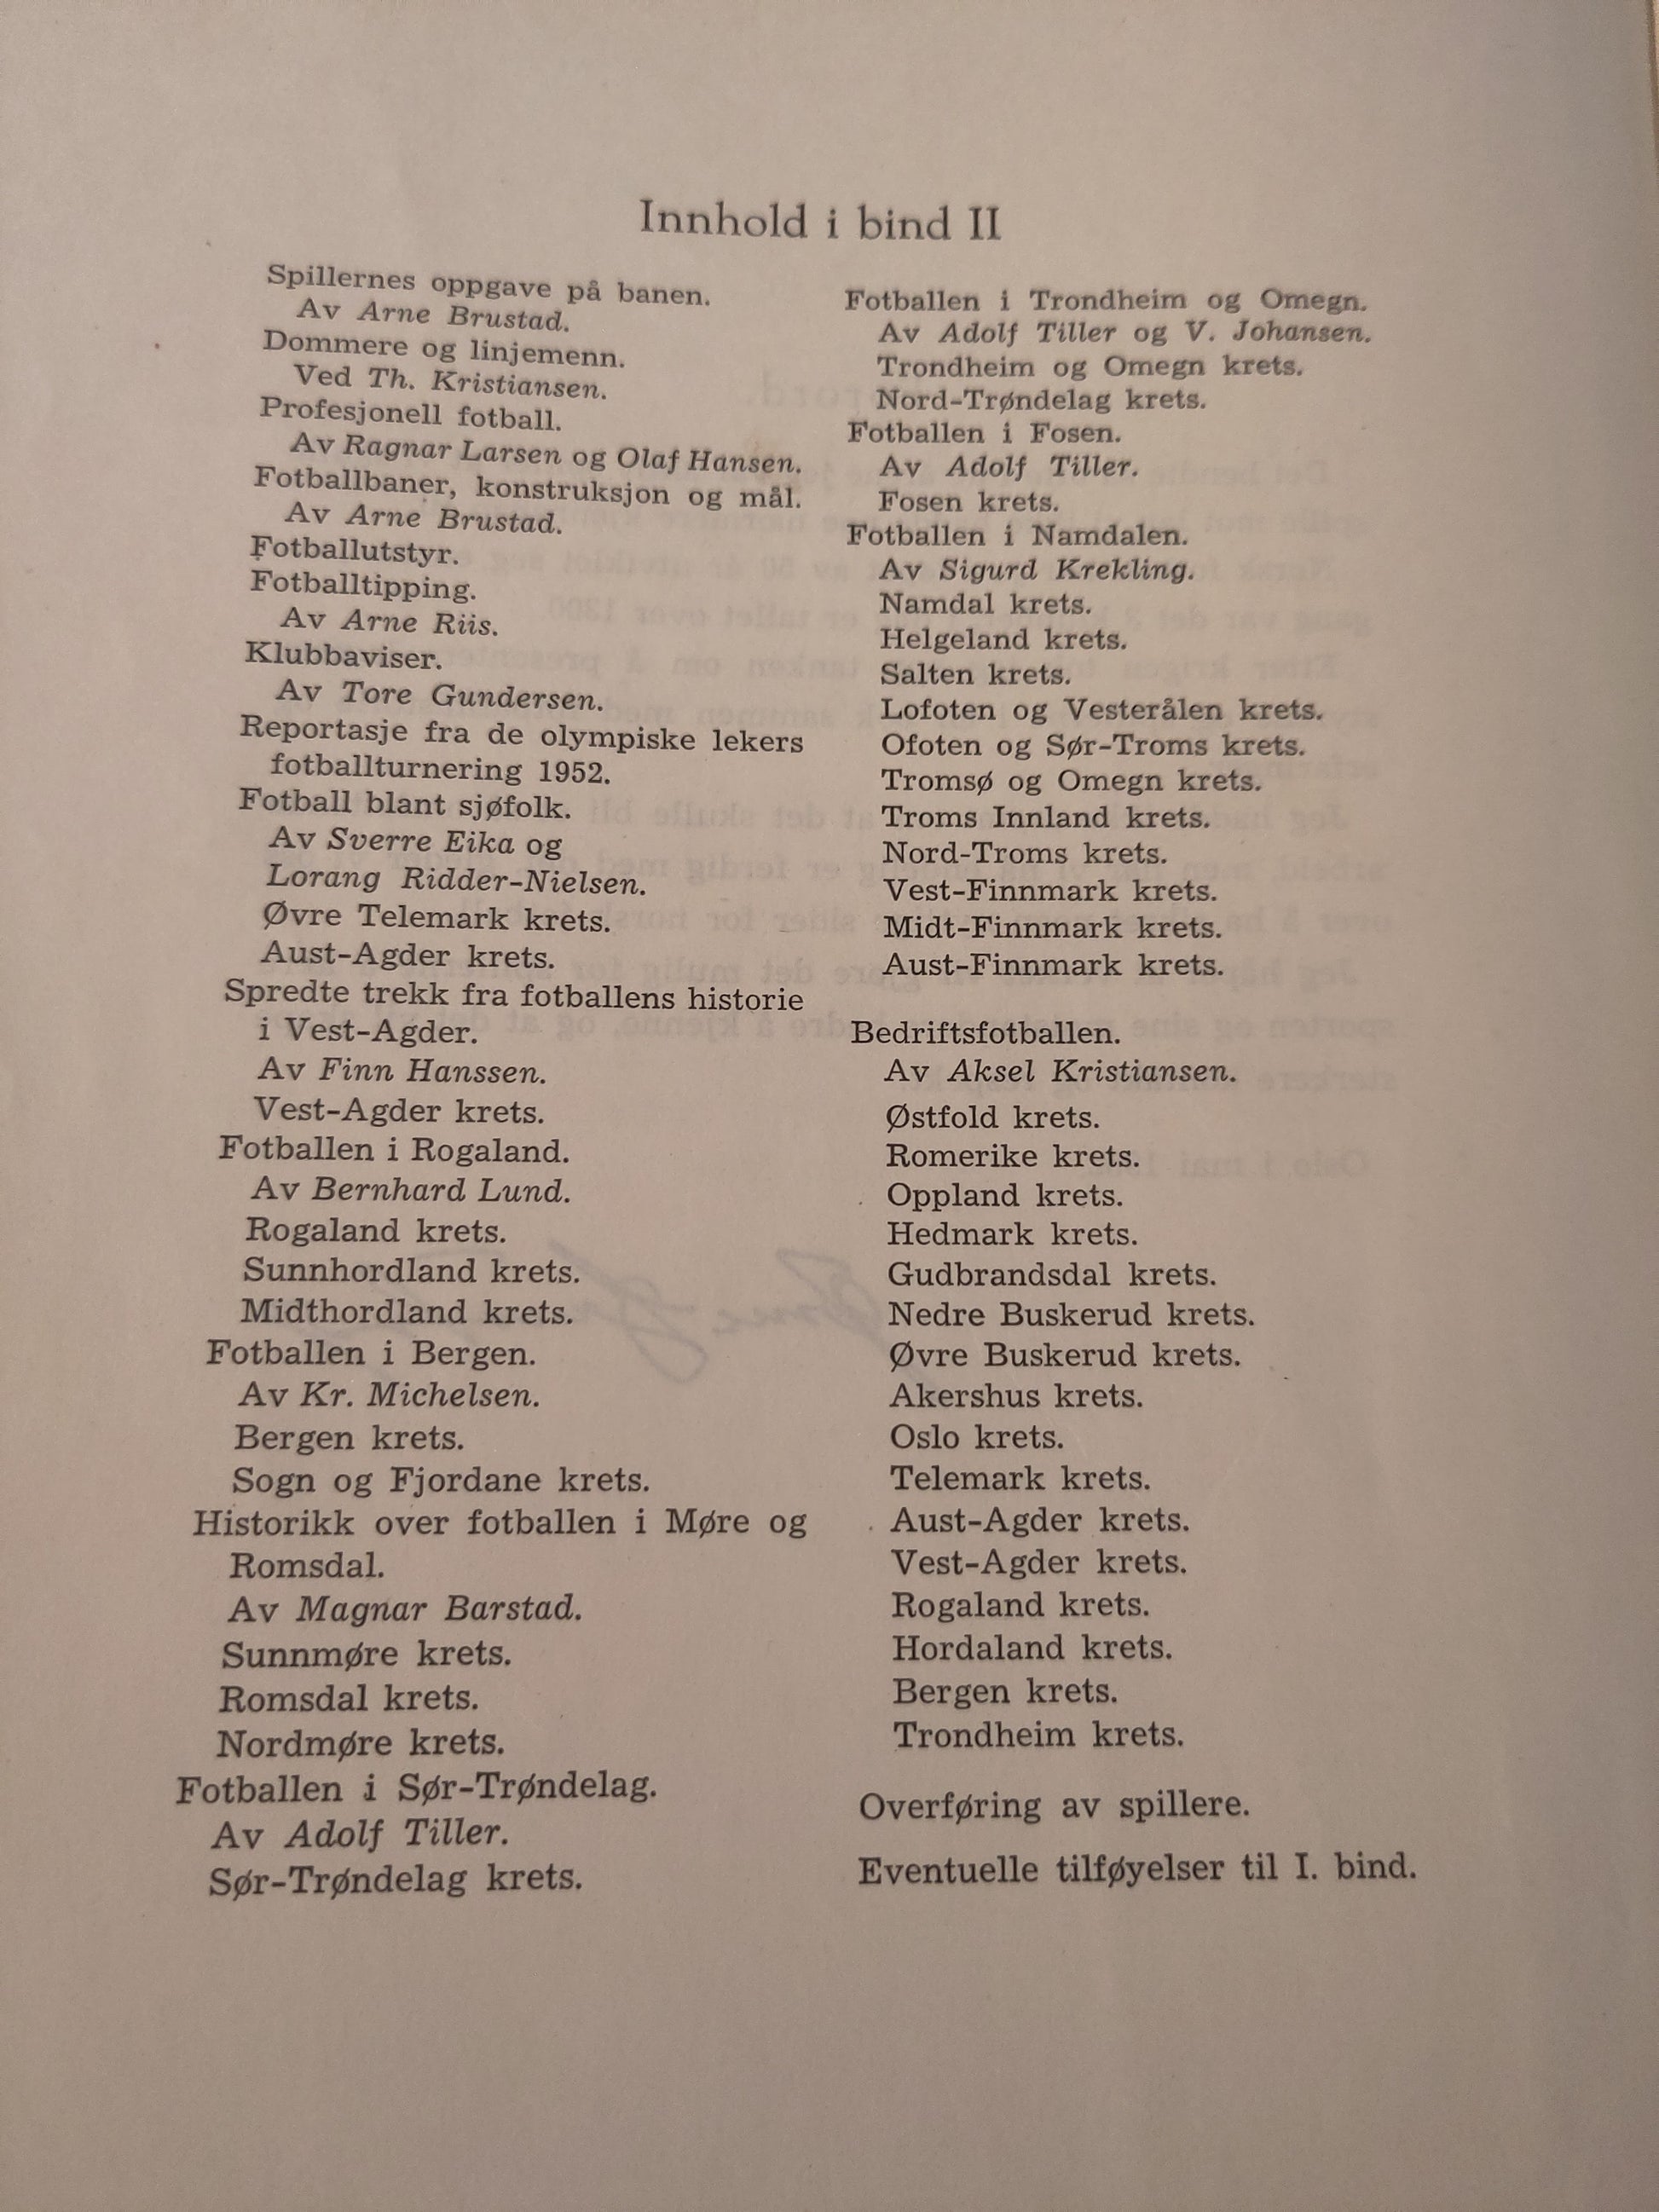 Innhold i bind II
Spillernes oppgave på banen.
Av Arne Brustad.
Dommere og linjemenn.
Ved Th. Kristiansen.
Profesjonell fotball.
Av Ragnar Larsen og Olaf Hansen.
Fotballbaner, konstruksjon og mål.
Av Arne Brustad.
Fotballutstyr.
Fotballtipping.
Av Arne Riis.
Klubbaviser.
Av Tore Gundersen.
Reportasje fra de olympiske lekers
fotballturnering 1952.
Fotball blant sjøfolk.
Av Sverre Eika og
Lorang Ridder-Nielsen.
Øvre Telemark krets.
Aust-Agder krets.
Spredte trekk fra fotballens historie
i Vest-Agder.
Av Finn Hanssen.
Vest-Agder krets.
Fotballen i Rogaland.
Av Bernhard Lund.
Rogaland krets.
Sunnhordland krets.
Midthordland krets.
Fotballen i Bergen.
Av Kr. Michelsen.
Bergen krets.
Sogn og Fjordane krets.
Historikk over fotballen i Møre og
Romsdal.
Av Magnar Barstad.
Sunnmøre krets.
Romsdal krets.
Nordmøre krets.
Fotballen i Sør-Trøndelag.
Av Adolf Tiller.
Sør-Trøndelag krets.
Fotballen i Trondheim og Omegn.
Av Adolf Tiller og V. Johansen.
Trondheim og Omegn krets.
Nord-Trøndelag krets.
Fotballen i Fosen.
Av Adolf Tiller.
Fosen krets.
Fotballen i Namdalen.
Av Sigurd Krekling.
Namdal krets.
Helgeland krets.
Salten krets.
Lofoten og Vesterålen krets.
Ofoten og Sør-Troms krets.
Tromsø og Omegn krets.
Troms Innland krets.
Nord-Troms krets.
Vest-Finnmark krets.
Midt-Finnmark krets.
Aust-Finnmark krets.
Bedriftsfotballen.
Av Aksel Kristiansen.
Østfold krets.
Romerike krets.
Oppland krets.
Hedmark krets.
Gudbrandsdal krets.
Nedre Buskerud krets.
Øvre Buskerud krets.
Akershus krets.
Oslo krets.
Telemark krets.
Aust-Agder krets.
Vest-Agder krets.
Rogaland krets.
Hordaland krets.
Bergen krets.
Trondheim krets.
Overføring av spillere.
Eventuelle tilføyelser til I. bind.